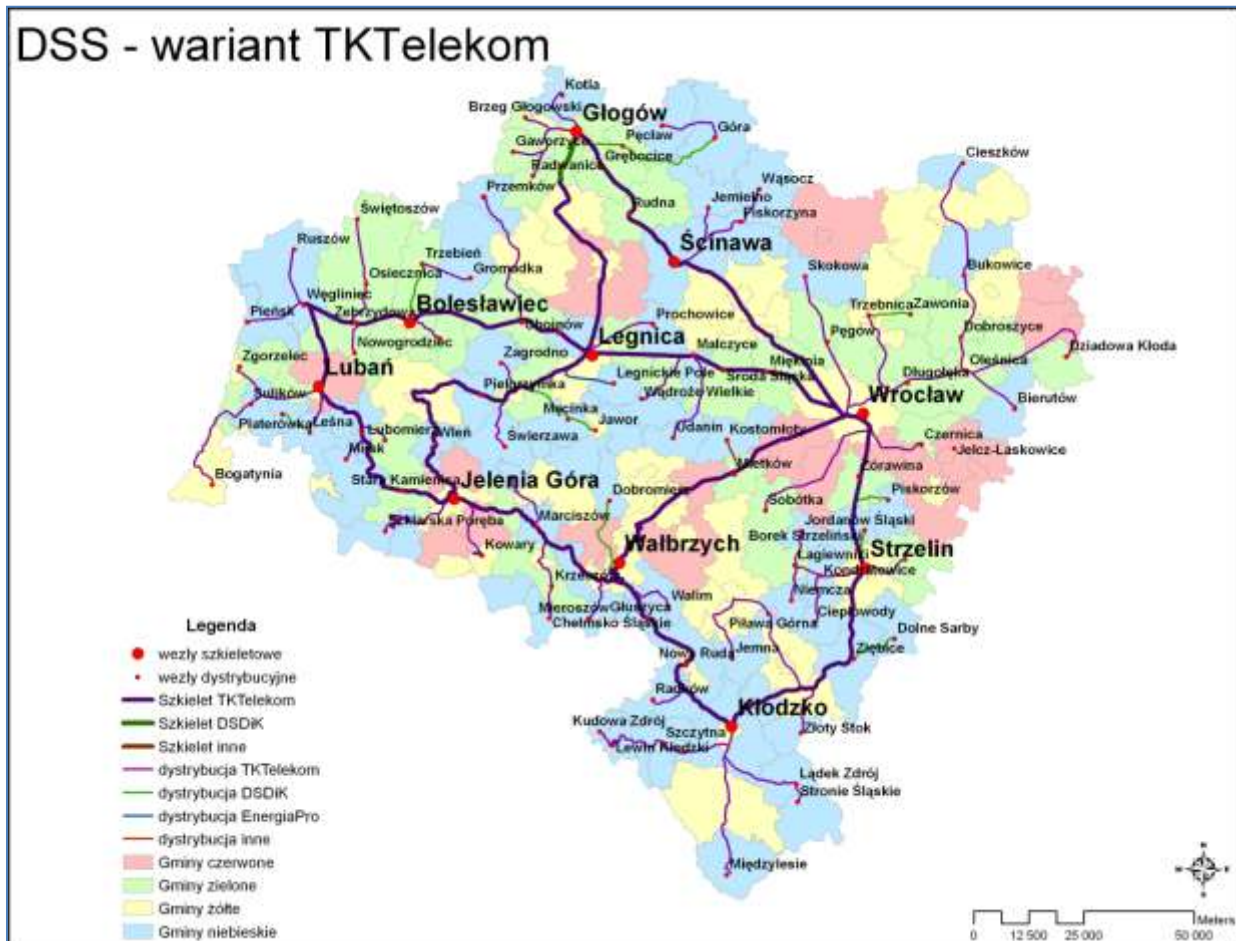 DSS - wariant TKTelekom
Kotla
Brzeg Głogowski
Głogów
Pęcław
Góra
Gaworzyce
Grębocice
Cieszków
Radwanice
Wąsocz
Przemków
Jemielno
Rudna
Piskorzyna
Świętoszów
Ścinawa
Ruszów
Trzebień
Skokowa
Bukowice
Osiecznica
Gromadka
Węgliniec
Bolesławiec
Trzebnica
Zawonia
Pieńsk
Zebrzydowa
Prochowice
Chojnów
Dobroszyce
Pęgów
Nowogrodziec
Legnica
Malczyce
Dziadowa Kłoda
Zgorzelec
Zagrodno
Miękinia
Oleśnica
Lubań
Legnickie Pole
Środa Śląska
Długołęka
Sulików
Pielgrzymka
Wądroże Wielkie
Wrocław
Bierutów
Męcinka
Platerówka
Leśna
Jawor
Lubomierz
Wleń
Udanin
Kostomłoty
Czernica
Mirsk
Świerzawa
Jelcz-Laskowice
Mietków
Żórawina
Bogatynia
Stara Kamienica
Jelenia Góra
Dobromierz
Piskorzów
Sobótka
Szklarska Poręba
Marciszów
Jordanów Śląski
Borek Strzeliński
Kowary
Wałbrzych
Łagiewniki
Strzelin
Kondratowice
Krzeszów
Walim
Niemcza
Mieroszów
Głuszyca
Ciepłowody
Chełmsko Śląskie
Piława Górna
Dolne Sarby
Nowa Ruda
Jemna
Ziębice
Radków
Kłodzko
Kudowa Zdrój
Szczytna
Złoty Stok
Lewin Kłodzki
Lądek Zdrój
Stronie Śląskie
Międzylesie
Legenda
wezly szkieletowe
wezly dystrybucyjne
Szkielet TKTelekom
Szkielet DSDiK
Szkielet inne
dystrybucja TKTelekom
dystrybucja DSDiK
dystrybucja EnergiaPro
dystrybucja inne
Gminy czerwone
Gminy zielone
Gminy żółte
Gminy niebieskie
Meters
0 12 500 25 000 50 000